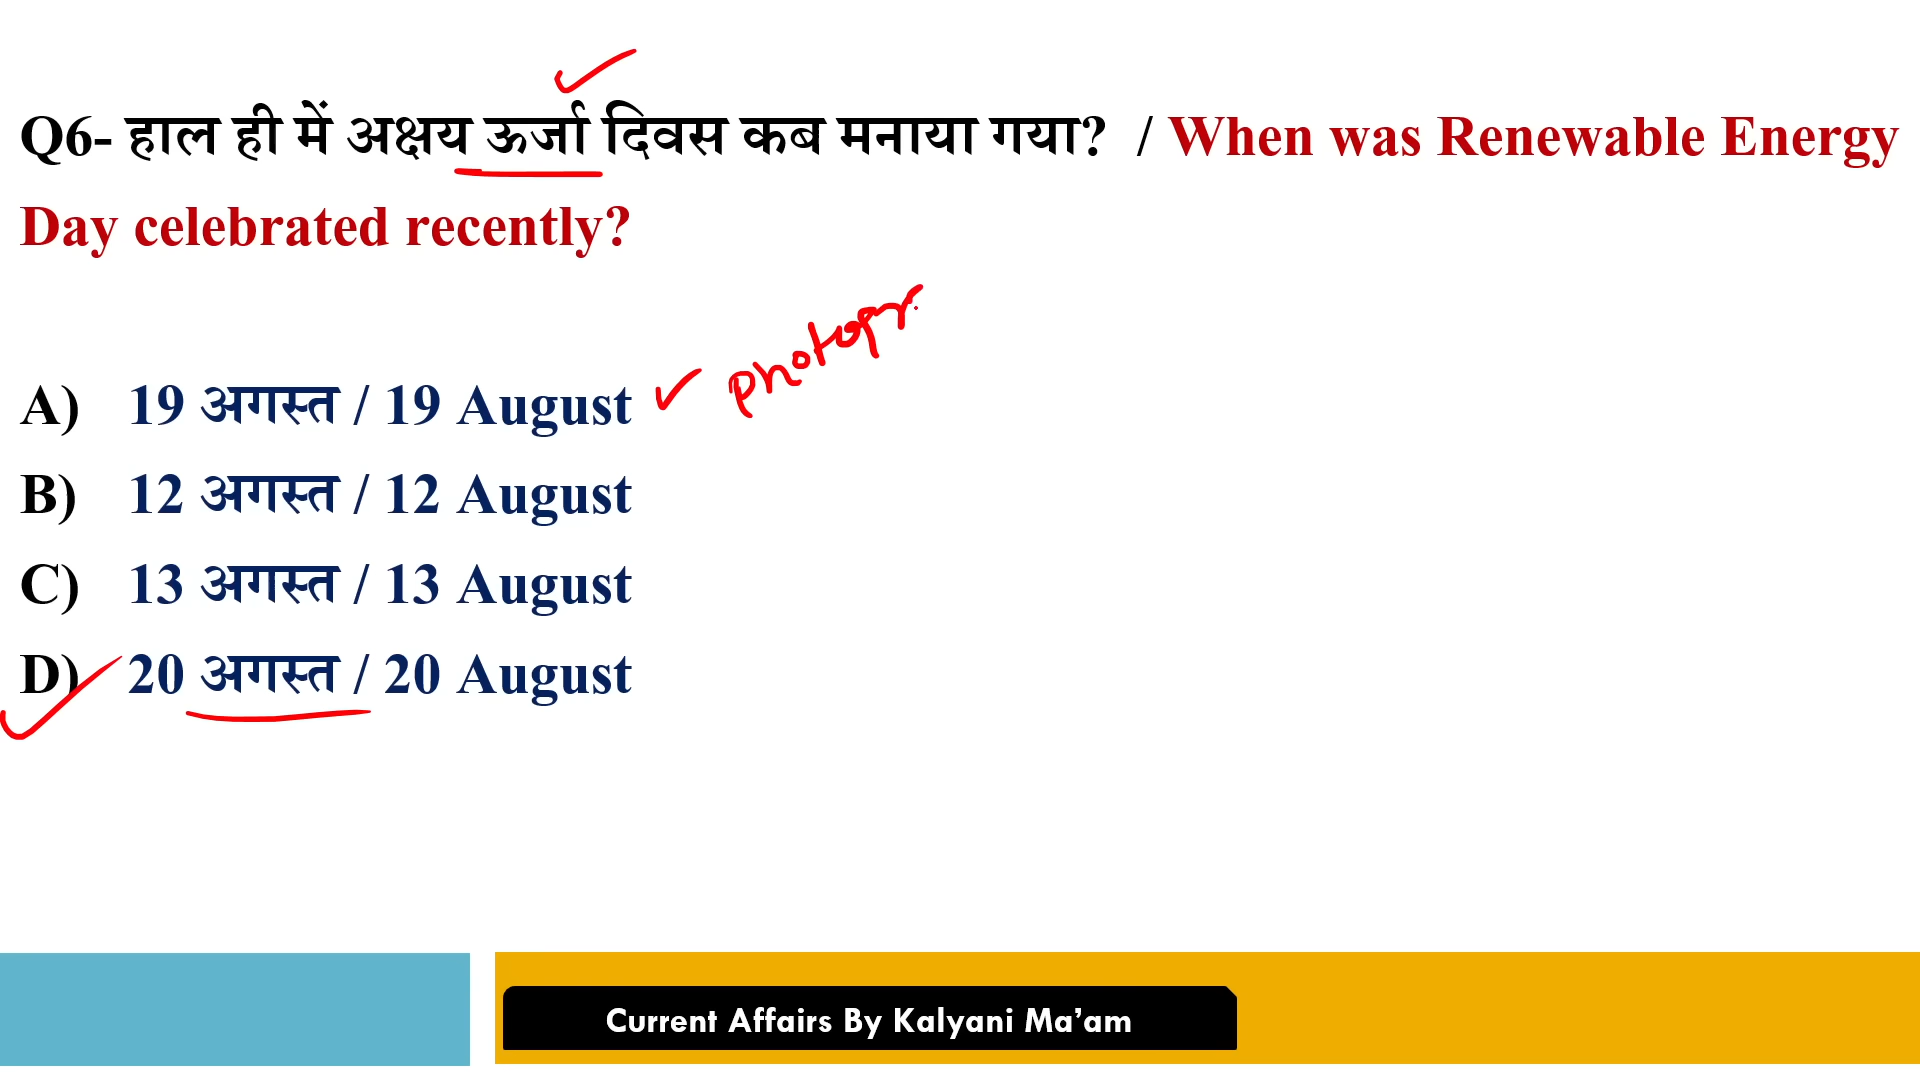 Q6- हाल ही में अक्षय ऊर्जा दिवस कब मनाया गया? / When was Renewable Energy
Day celebrated recently?
photogr
A) 19 अगस्त / 19 August
B) 12 अगस्त / 12 August
C) 13 अगस्त / 13 August
D) 20 अगस्त / 20 August
Current Affairs By Kalyani Ma’am